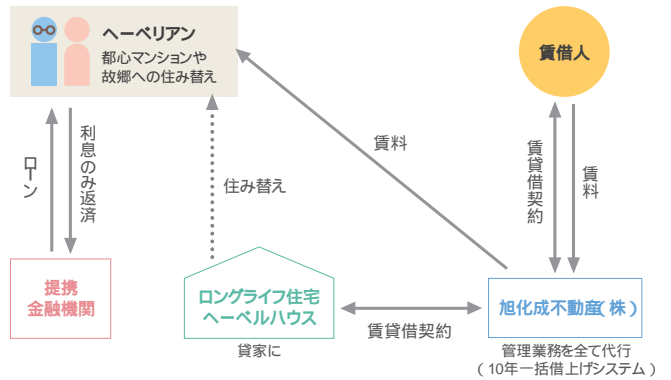 ヘーベリアン
都心マンションや
故郷への住み替え
賃借人
ローン
利息のみ返済
住み替え
賃料
賃貸借契約
賃料
提携
金融機関
ロングライフ住宅
ヘーベルハウス
貸家に
賃貸借契約
旭化成不動産(株)
管理業務を全て代行
(10年一括借上げシステム)